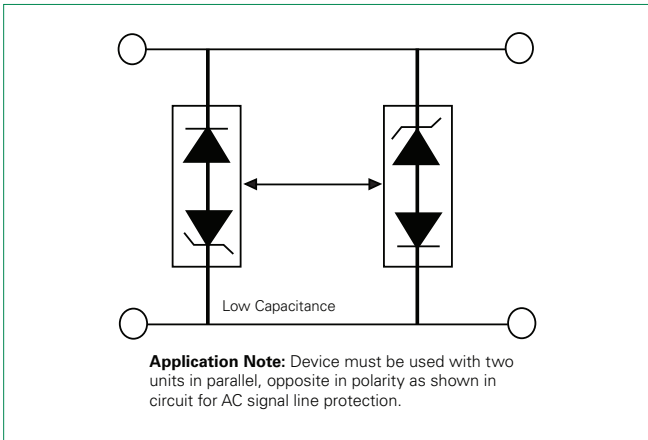 Low Capacitance
Application Note: Device must be used with two
units in parallel, opposite in polarity as shown in
circuit for AC signal line protection.